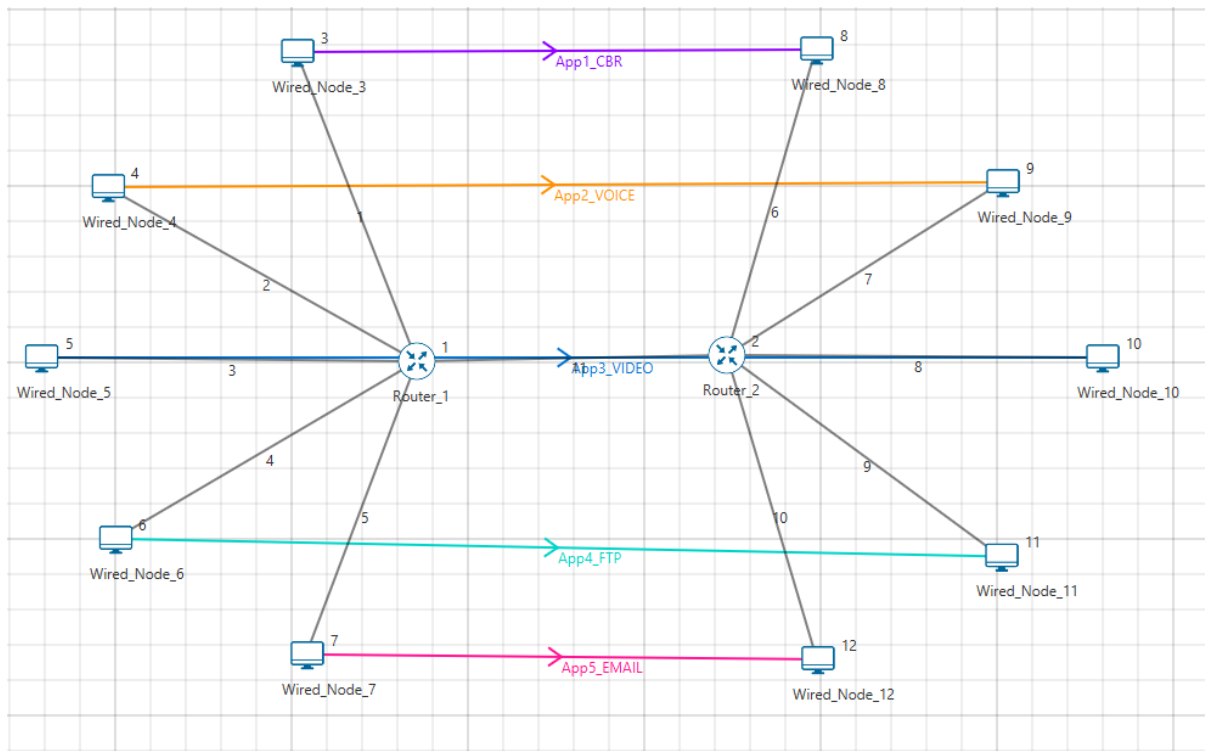 3
Wired_Node_3
App1_CBR
8
Wired_Node_8
4
Wired_Node_4
App2_VOICE
9
Wired_Node_9
1
6
2
7
5
Wired_Node_5
3
1
Router_1
App3_VIDEO
11
2
Router_2
8
10
Wired_Node_10
4
9
5
10
6
Wired_Node_6
App4_FTP
11
Wired_Node_11
7
Wired_Node_7
App5_EMAIL
12
Wired_Node_12